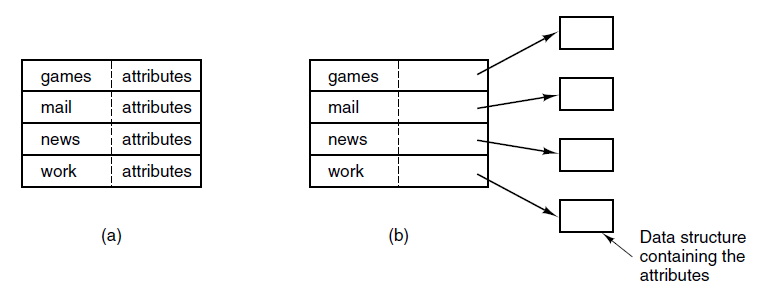 games attributes
mail attributes
news attributes
work attributes
(a)
games
mail
news
work
(b)
Data structure
containing the
attributes